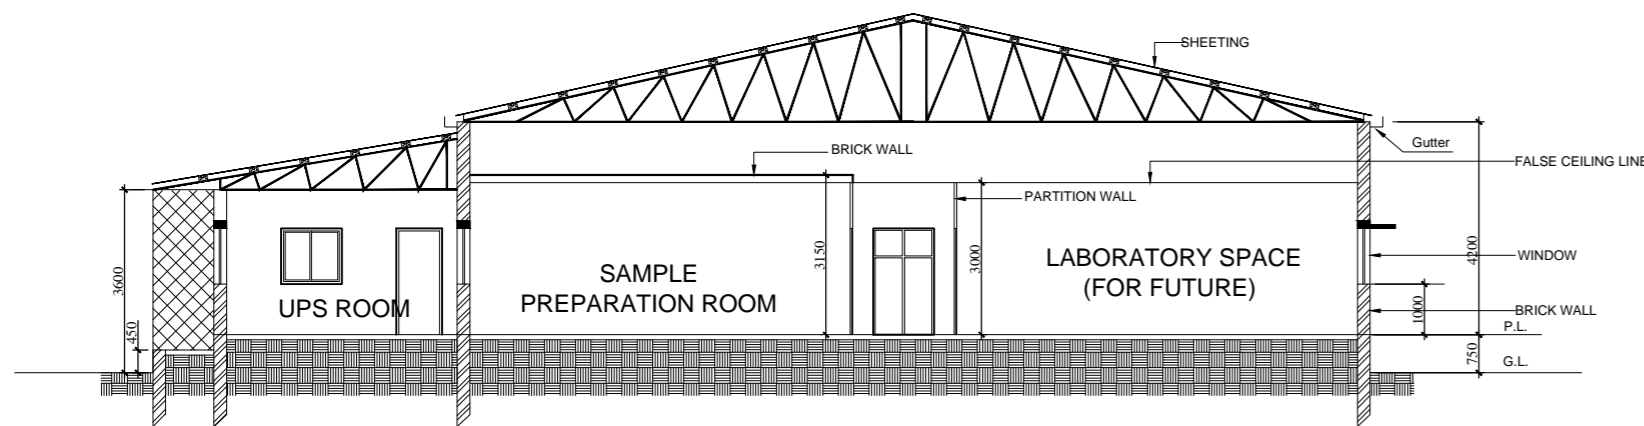 SHEETING
Gutter
BRICK WALL
FALSE CEILING LINE
PARTITION WALL
3600
450
UPS ROOM
SAMPLE
PREPARATION ROOM
3150
3000
LABORATORY SPACE
(FOR FUTURE)
4200
1000
WINDOW
BRICK WALL
P.L.
750
G.L.